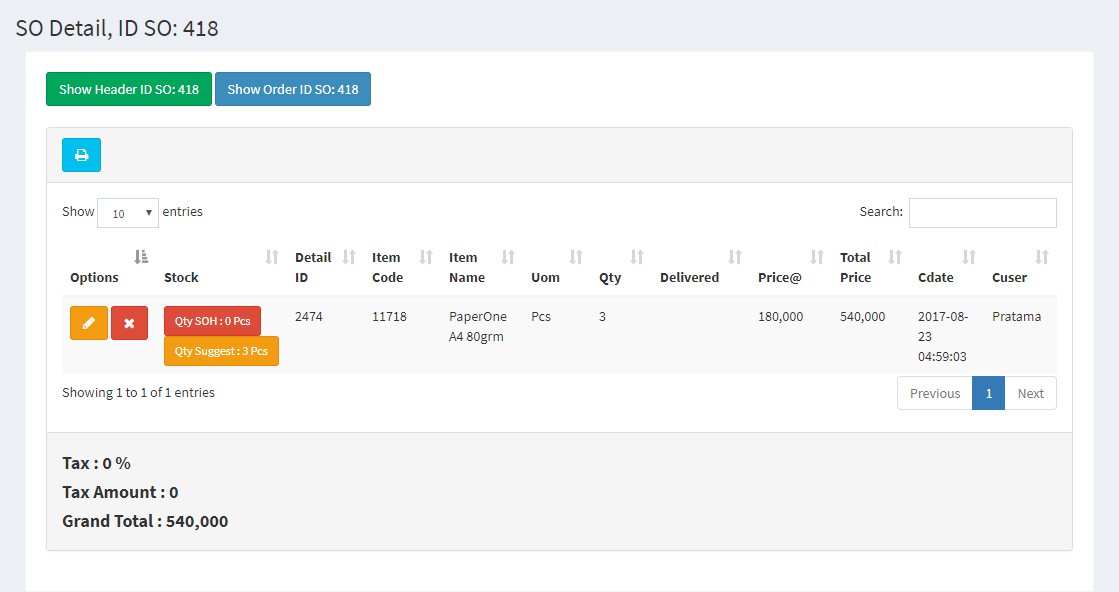 SO Detail, ID SO: 418
Show Header ID SO: 418 Show Order ID SO: 418
Show 10 entries Search:
Options Stock Detail ID Item Code Item Name Uom Qty Delivered Price@ Total Price Cdate Cuser
Qty SOH : 0 Pcs 2474 11718 PaperOne Pcs 3 180,000 540,000 2017-08- Pratama
A4 80grm 23
Qty Suggest : 3 Pcs 04:59:03
Showing 1 to 1 of 1 entries Previous 1 Next
Tax : 0 %
Tax Amount : 0
Grand Total : 540,000